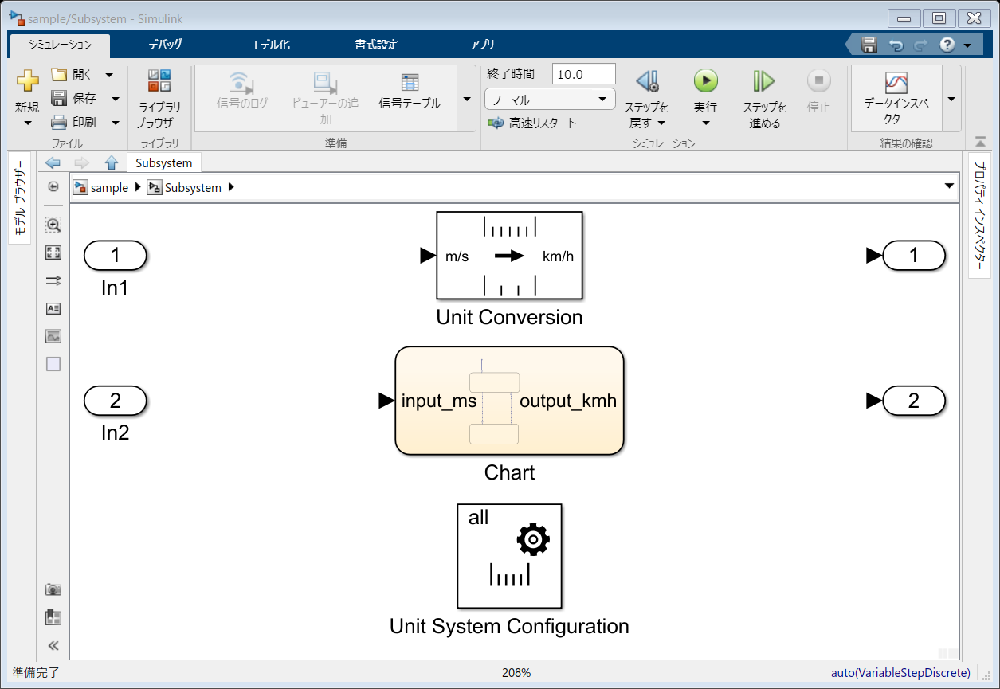 sample/Subsystem - Simulink
シミュレーション
デバッグ
モデル化
書式設定
アプリ
新規
開く
保存
印刷
ファイル
ライブラリ
ブラウザー
ライブラリ
信号のログ
ビューアーの追
加
信号テーブル
準備
終了時間
10.0
ノーマル
高速リスタート
ステップを
戻す
実行
ステップを
進める
停止
シミュレーション
データインスペ
クター
結果の確認
モデル ブラウザー
Subsystem
sample
Subsystem
プロパティ インスペクター
1
In1
m/s
km/h
Unit Conversion
1
2
In2
input_ms
output_kmh
Chart
2
all
Unit System Configuration
準備完了
208%
auto(VariableStepDiscrete)